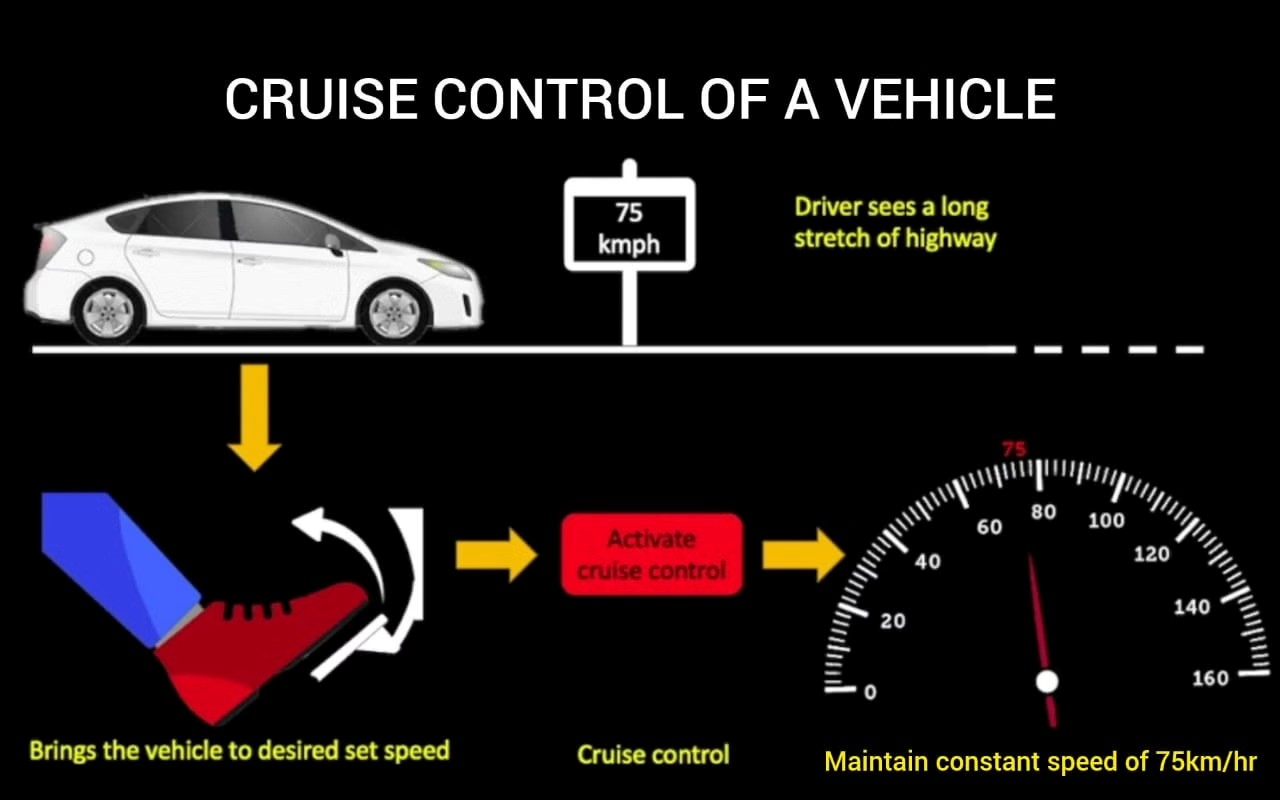 CRUISE CONTROL OF A VEHICLE
75
kmph
Driver sees a long
stretch of highway
75
0
20
40
60
80
100
120
140
160
Activate
cruise control
Brings the vehicle to desired set speed
Cruise control
Maintain constant speed of 75km/hr